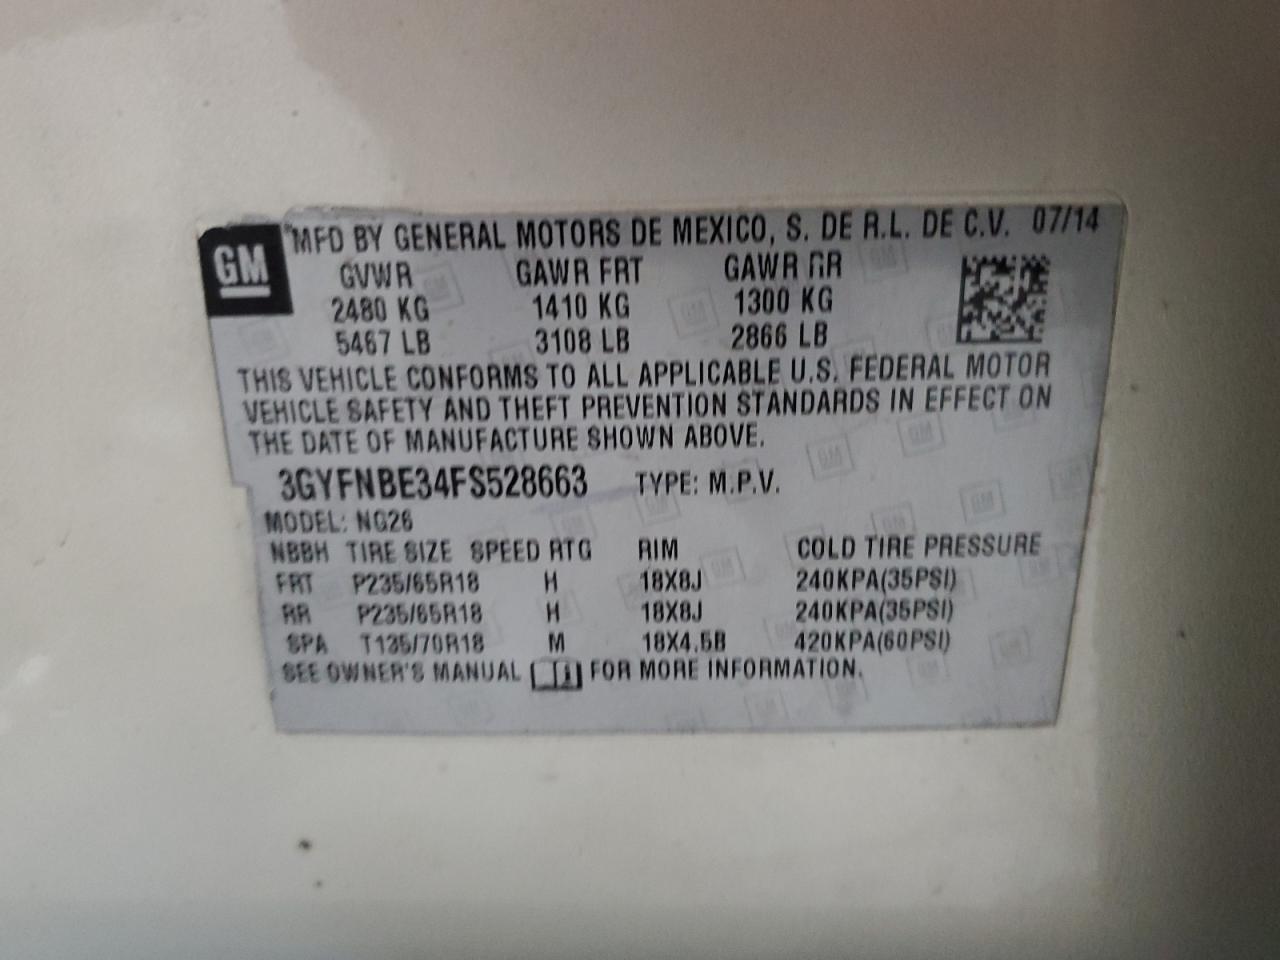 GM
MFD BY GENERAL MOTORS DE MEXICO, S. DE R.L. DE C.V. 07/14
GVWR GAWR FRT GAWR RR
2480 KG 1410 KG 1300 KG
5467 LB 3108 LB 2866 LB
THIS VEHICLE CONFORMS TO ALL APPLICABLE U.S. FEDERAL MOTOR
VEHICLE SAFETY AND THEFT PREVENTION STANDARDS IN EFFECT ON
THE DATE OF MANUFACTURE SHOWN ABOVE.
3GYFNBE34FS528663 TYPE: M.P.V.
MODEL: NG26
NBBH TIRE SIZE SPEED RTG RIM COLD TIRE PRESSURE
FRT P235/65R18 H 18X8J 240KPA(35PSI)
RR P235/65R18 H 18X8J 240KPA(35PSI)
SPA T135/70R18 M 18X4.5B 420KPA(60PSI)
SEE OWNER'S MANUAL FOR MORE INFORMATION.